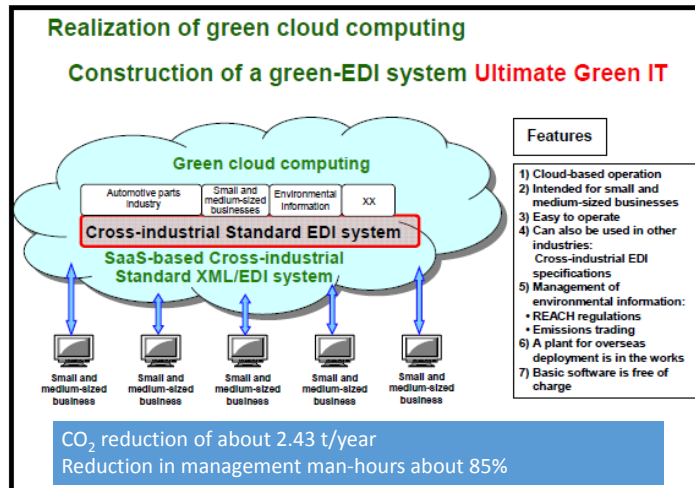 Realization of green cloud computing
Construction of a green-EDI system Ultimate Green IT
Green cloud computing
Automotive parts
Industry
Small and
medium-sized
businesses
Environmental
Information
XX
Cross-industrial Standard EDI system
SaaS-based Cross-industrial
Standard XML/EDI system
Small and
medium-sized
business
Small and
medium-sized
business
Small and
medium-sized
business
Small and
medium-sized
business
Small and
medium-sized
business
Features
1) Cloud-based operation
2) Intended for small and
medium-sized businesses
3) Easy to operate
4) Can also be used in other
industries:
Cross-industrial EDI
specifications
5) Management of
environmental information:
• REACH regulations
• Emissions trading
6) A plant for overseas
deployment is in the works
7) Basic software is free of
charge
CO₂ reduction of about 2.43 t/year
Reduction in management man-hours about 85%